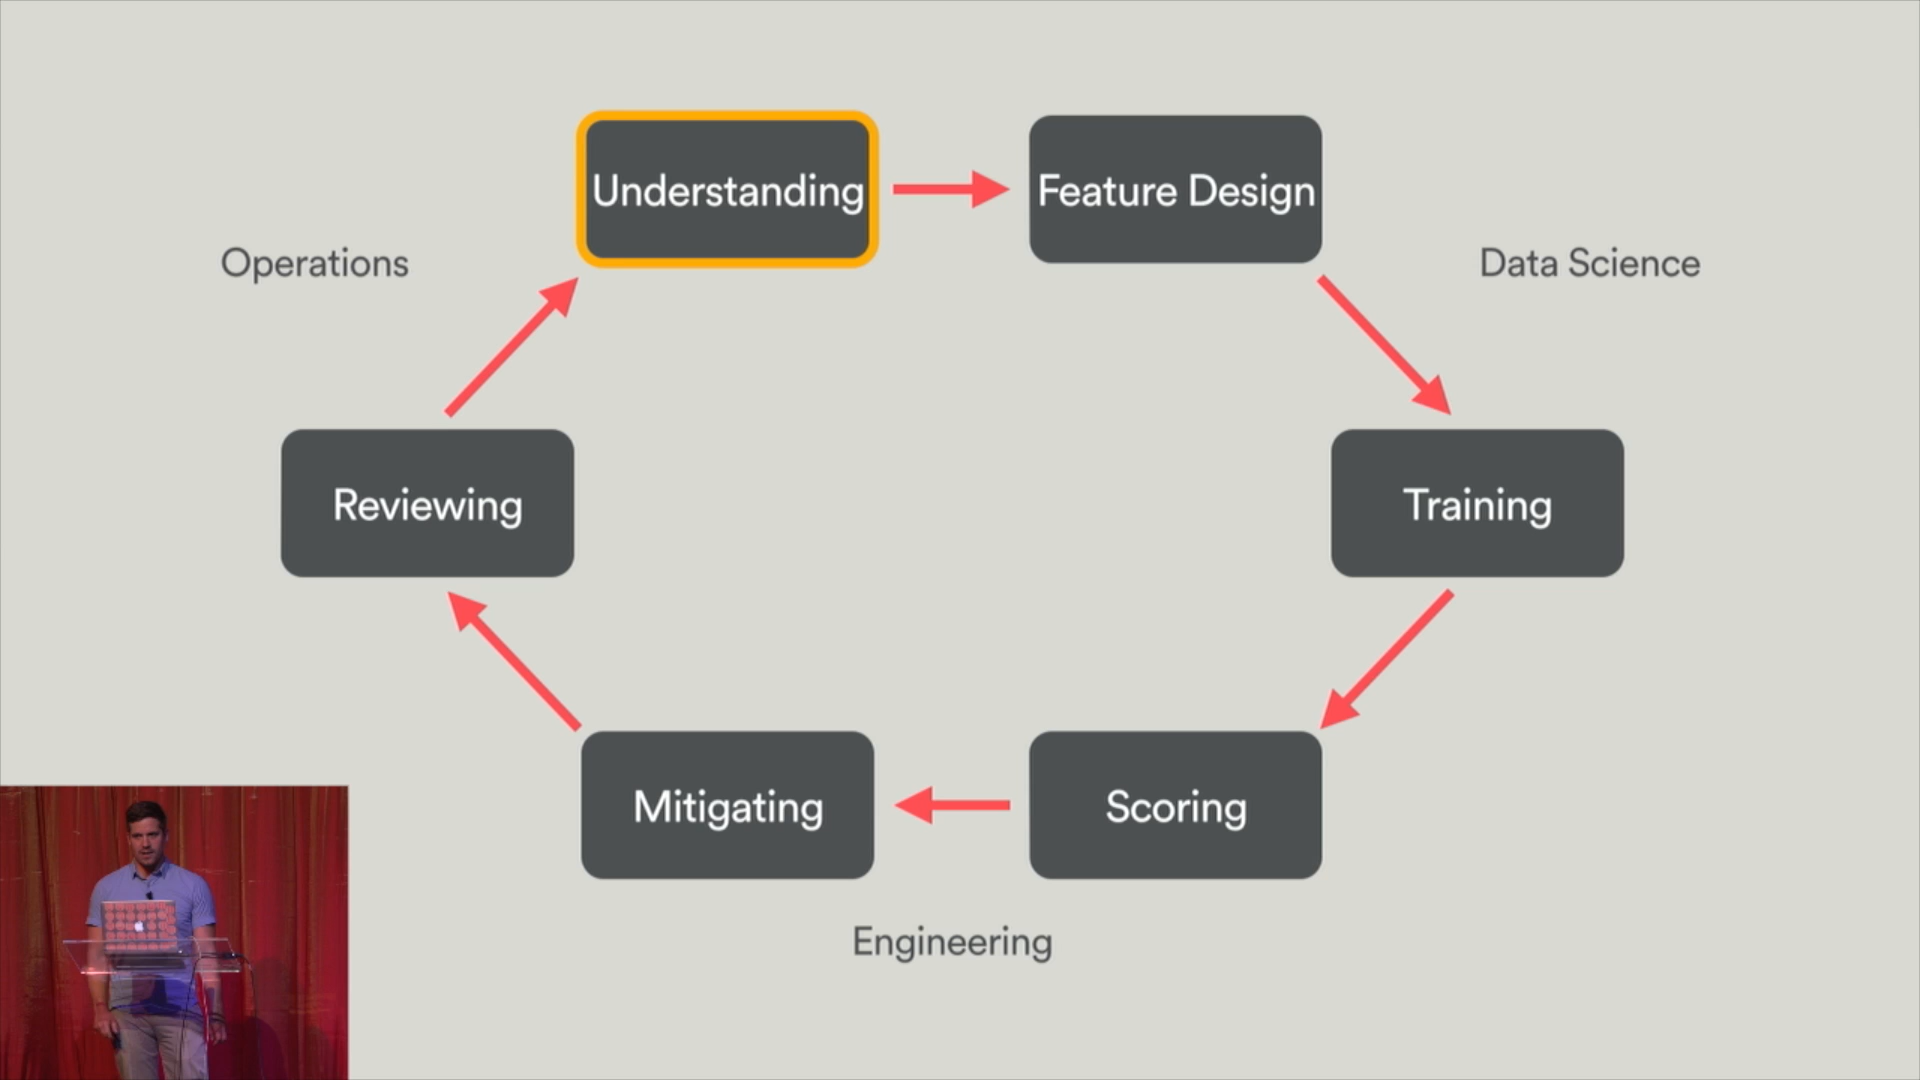 Understanding
Feature Design
Operations
Data Science
Reviewing
Training
Mitigating
Scoring
Engineering